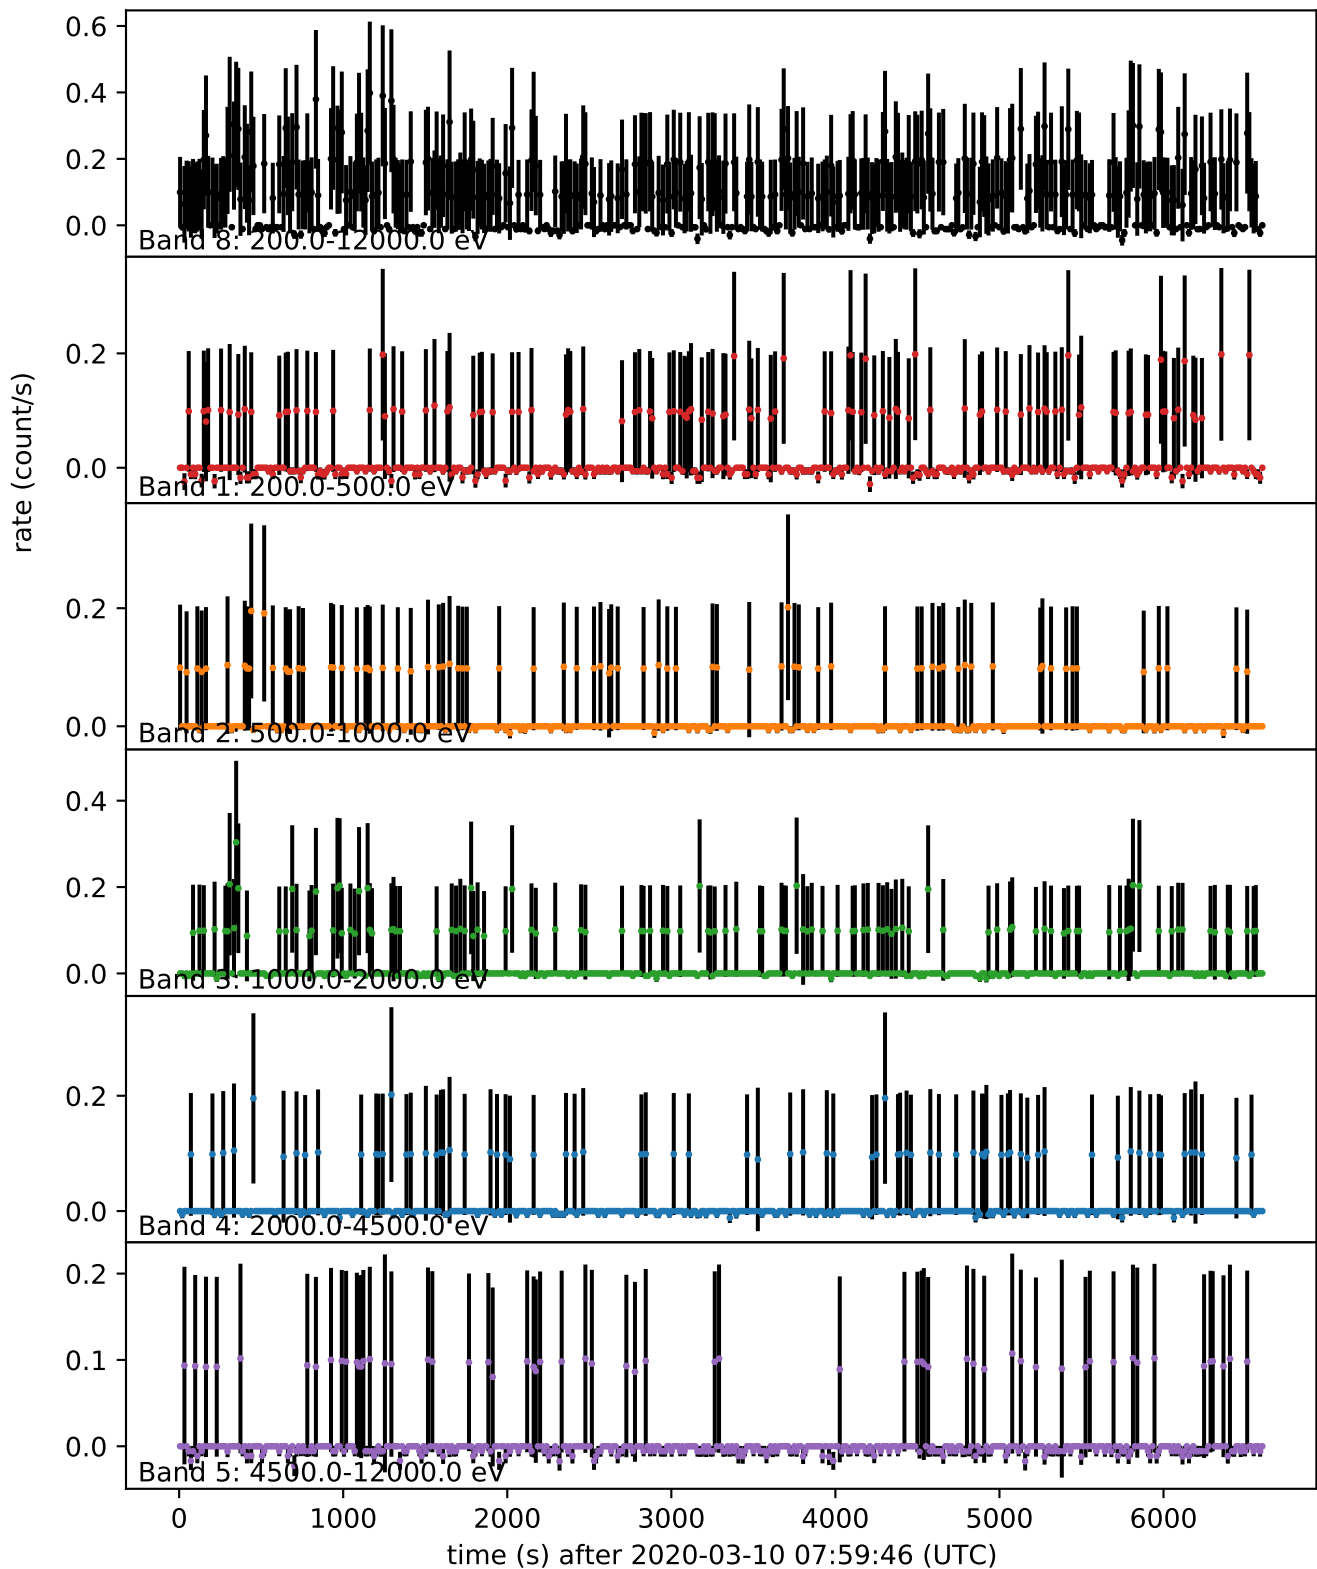 0.6
0.4
0.2
0.0
Band 8: 200.0-12000.0 eV
0.2
0.0
Band 1: 200.0-500.0 eV
rate (count/s)
0.2
0.0
Band 2: 500.0-1000.0 eV
0.4
0.2
0.0
Band 3: 1000.0-2000.0 eV
0.2
0.0
Band 4: 2000.0-4500.0 eV
0.2
0.1
0.0
Band 5: 4500.0-12000.0 eV
0 1000 2000 3000 4000 5000 6000
time (s) after 2020-03-10 07:59:46 (UTC)